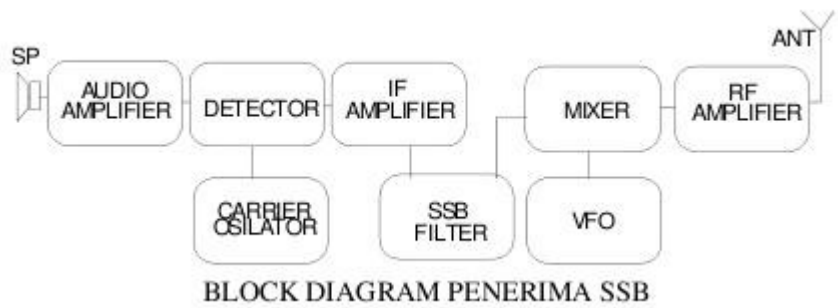 SP
ANT
AUDIO
AMPLIFIER
DETECTOR
IF
AMPLIFIER
MIXER
RF
AMPLIFIER
CARRIER
OSILATOR
SSB
FILTER
VFO
BLOCK DIAGRAM PENERIMA SSB